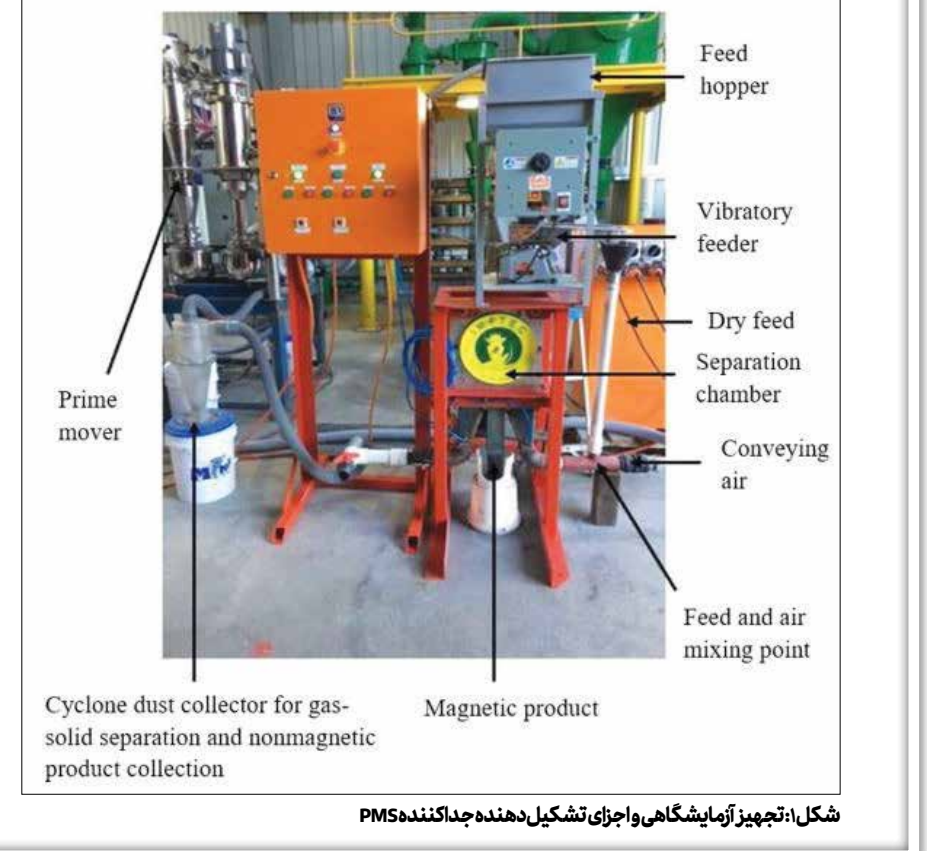 Feed
hopper
Vibratory
feeder
Dry feed
Separation
chamber
Prime
mover
Conveying
air
Feed and air
mixing point
Cyclone dust collector for gas-
solid separation and nonmagnetic
product collection
Magnetic product
IMPTEC
شکل۱:تجهیز آزمایشگاهی و اجزای تشکیل‌دهنده جداکننده PMS